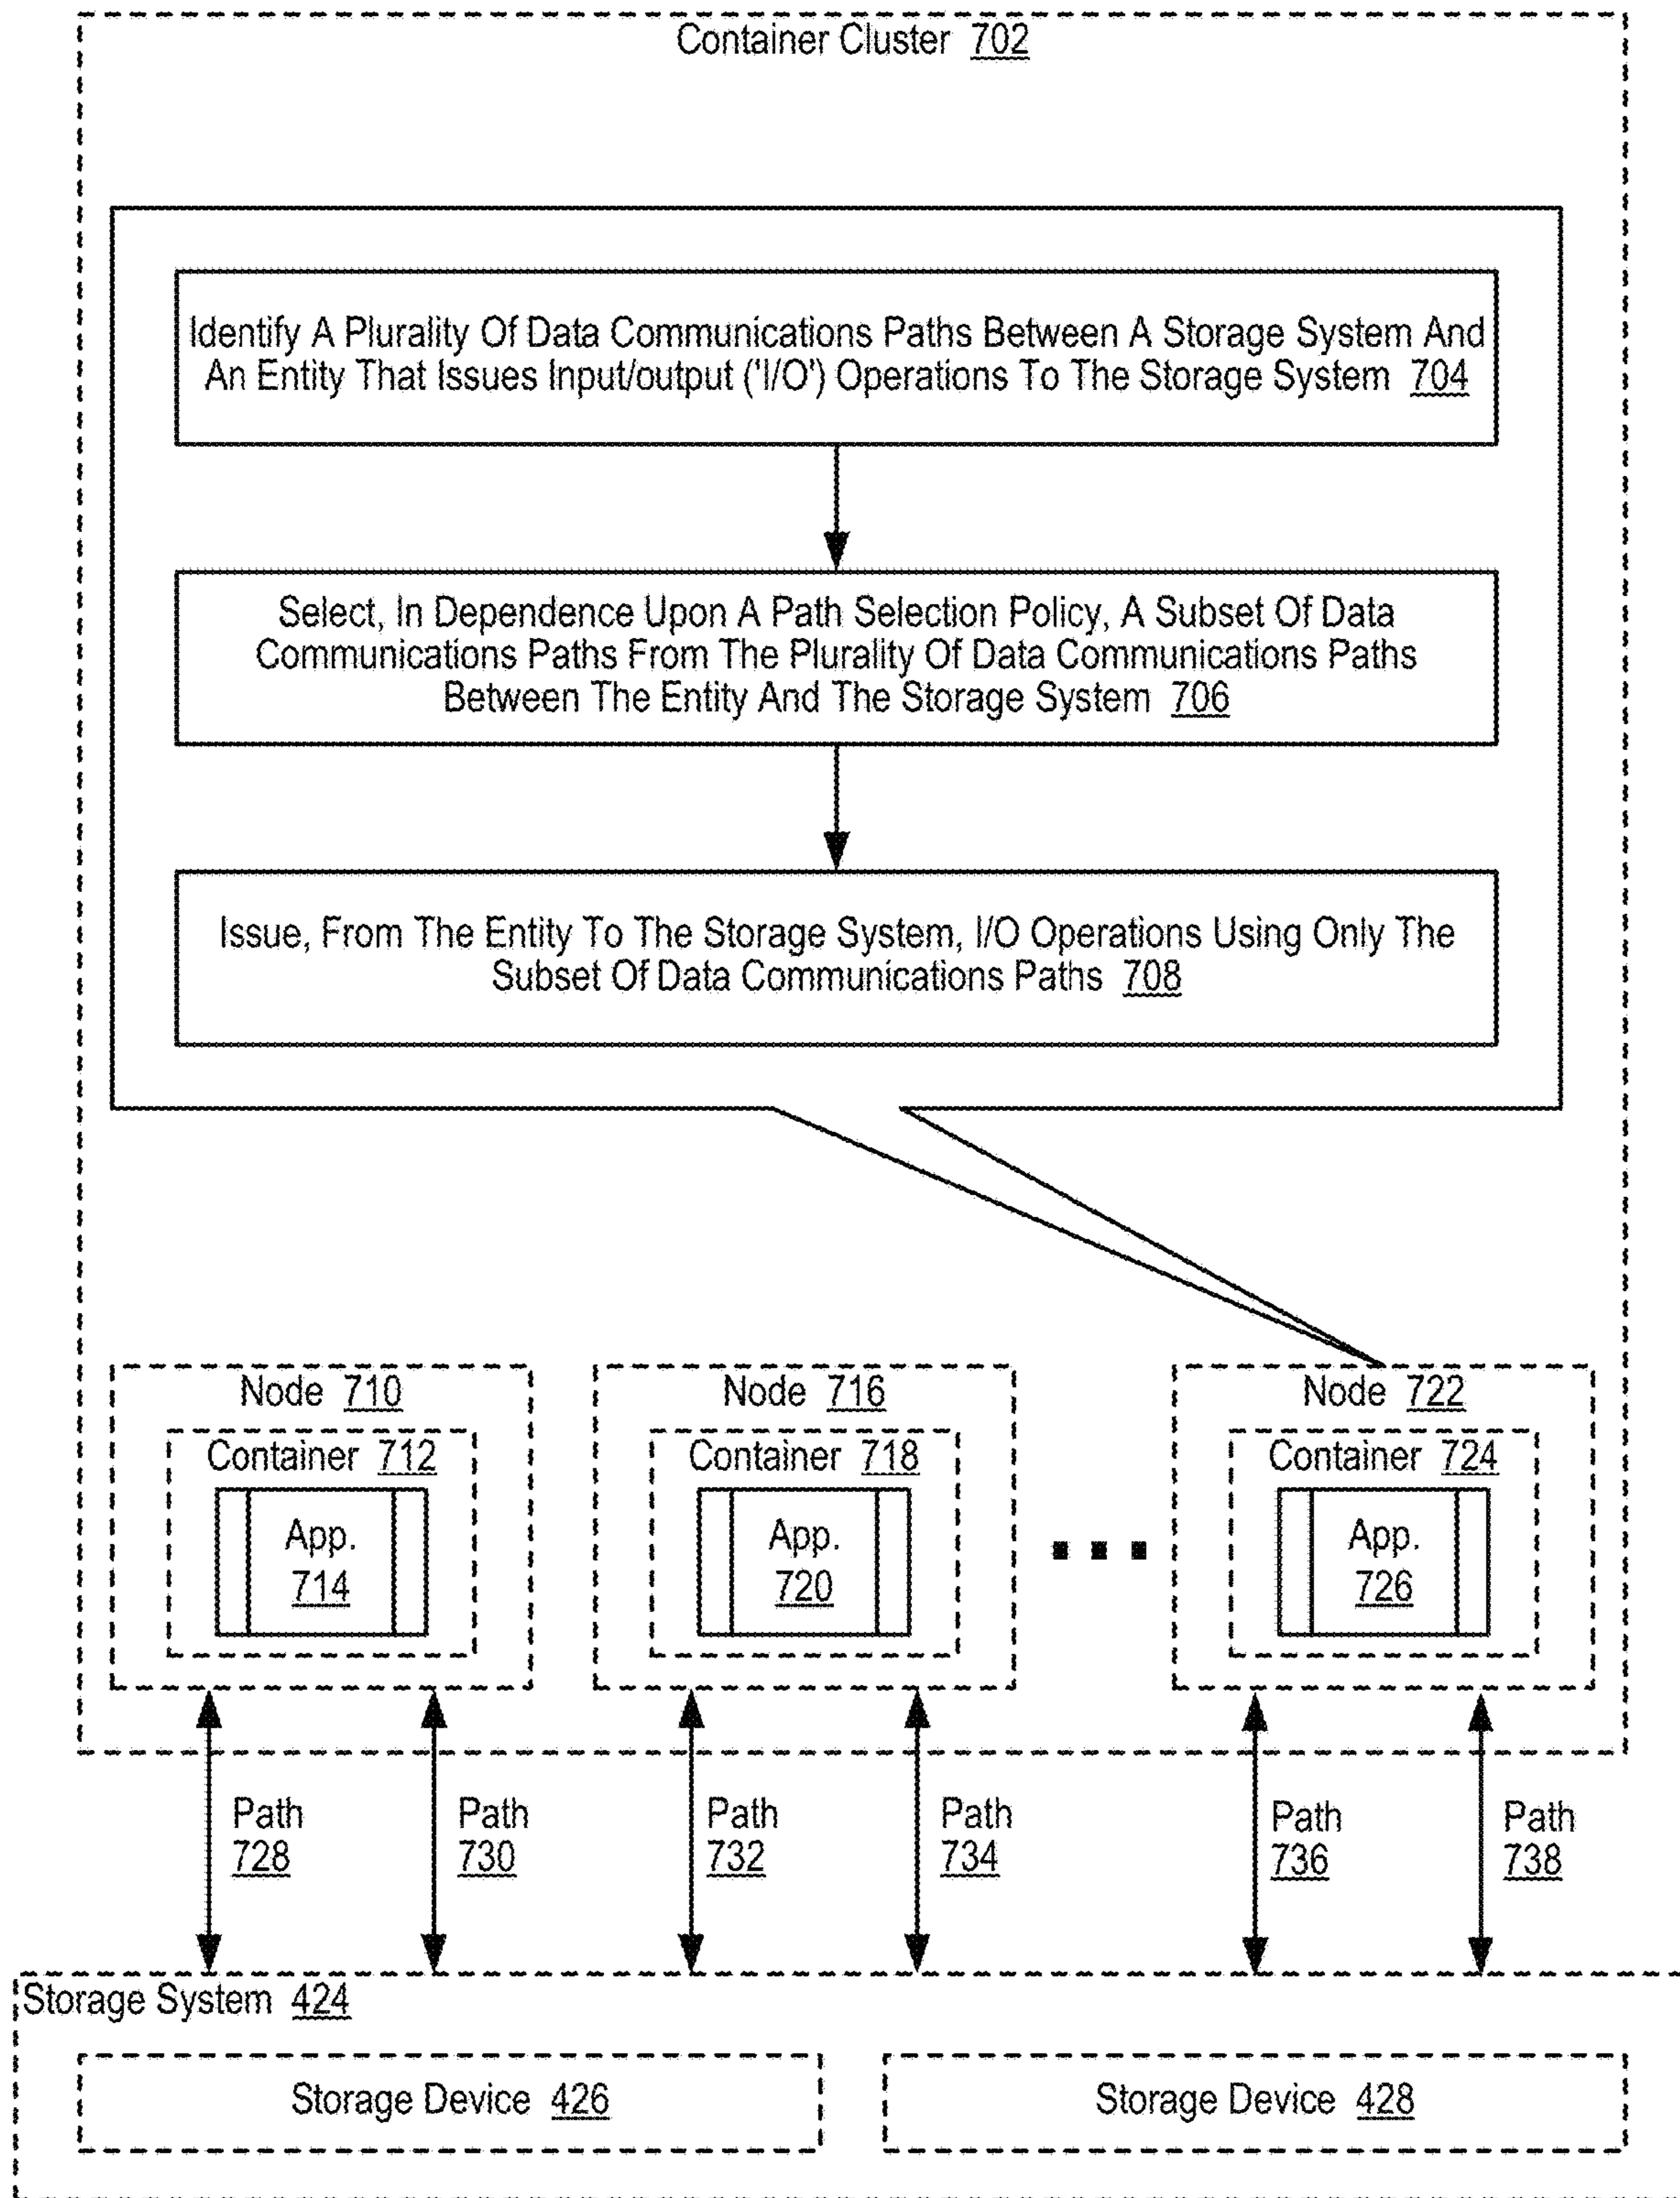 Container Cluster 702
Identify A Plurality Of Data Communications Paths Between A Storage System And
An Entity That Issues Input/output ('I/O') Operations To The Storage System 704
Select, In Dependence Upon A Path Selection Policy, A Subset Of Data
Communications Paths From The Plurality Of Data Communications Paths
Between The Entity And The Storage System 706
Issue, From The Entity To The Storage System, I/O Operations Using Only The
Subset Of Data Communications Paths 708
Node 710
Container 712
App.
714
Node 716
Container 718
App.
720
Node 722
Container 724
App.
726
Path
728
Path
730
Path
732
Path
734
Path
736
Path
738
Storage System 424
Storage Device 426
Storage Device 428